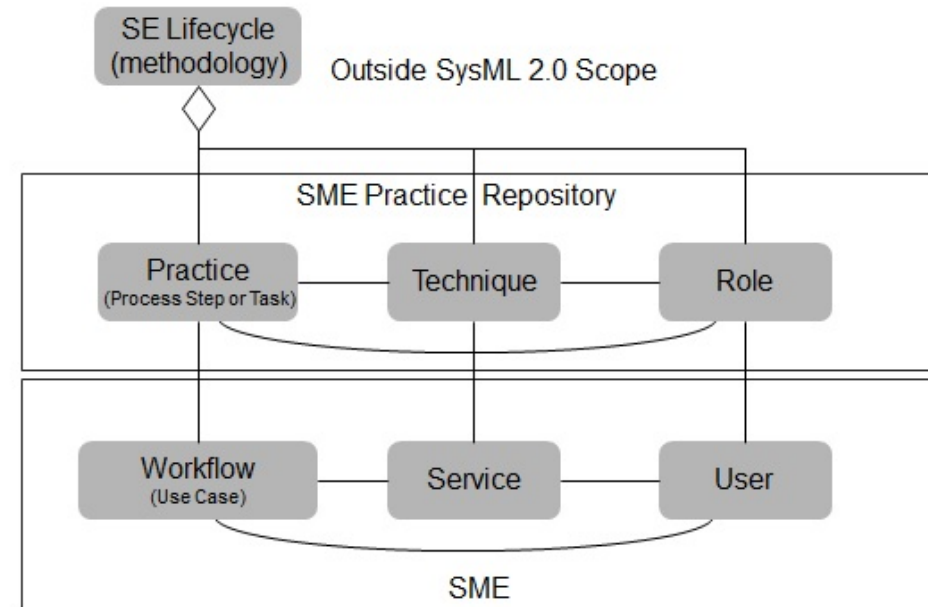 SE Lifecycle
(methodology)
Outside SysML 2.0 Scope
SME Practice Repository
Practice
(Process Step or Task)
Technique
Role
Workflow
(Use Case)
Service
User
SME